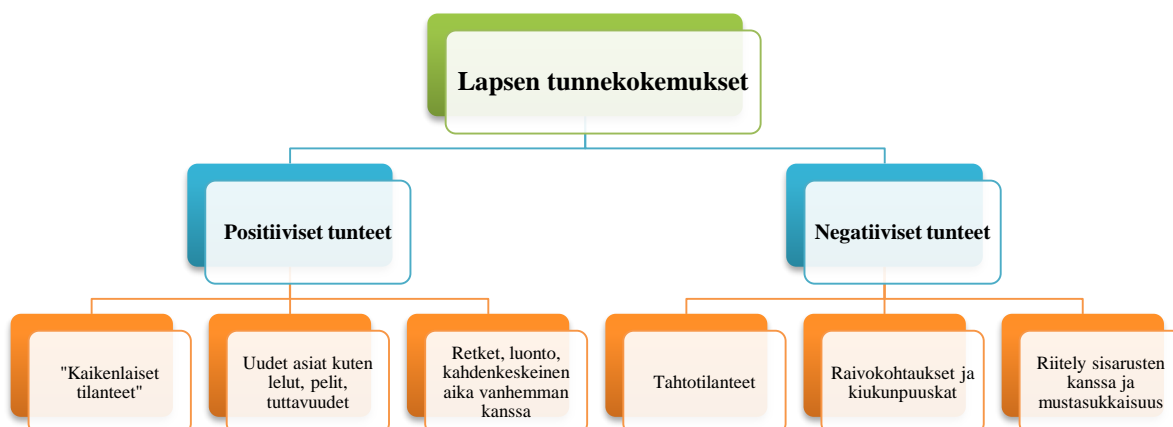 Lapsen tunnekokemukset
Positiiviset tunteet
Negatiiviset tunteet
"Kaikenlaiset
tilanteet"
Uudet asiat kuten
lelut, pelit,
tuttavuudet
Retket, luonto,
kahdenkeskeinen
aika vanhemman
kanssa
Tahtotilanteet
Raivokohtaukset ja
kiukunpuuskat
Riitely sisarusten
kanssa ja
mustasukkaisuus